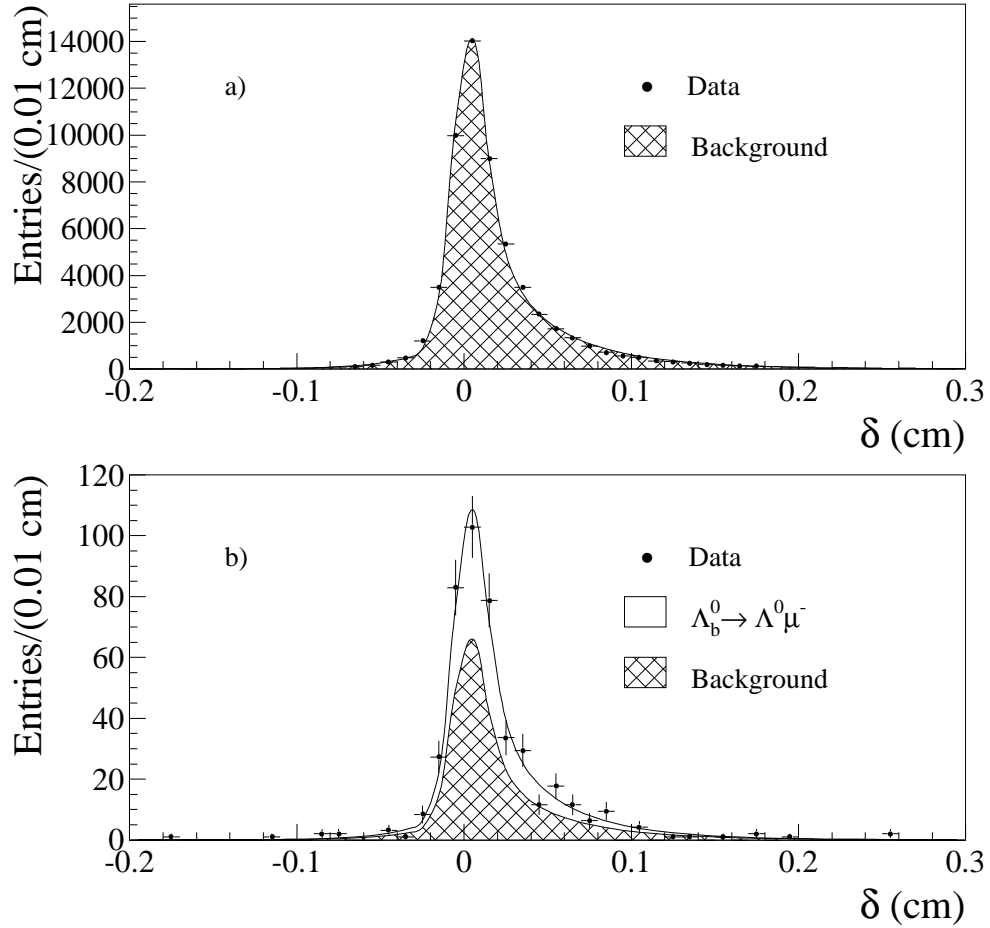 Entries/(0.01 cm)
14000
12000
10000
8000
6000
4000
2000
0
a)
Data
Background
-0.2
-0.1
0
0.1
0.2
0.3
δ (cm)
Entries/(0.01 cm)
120
100
80
60
40
20
0
b)
Data
Λ_b^0→ Λ^0μ^-
Background
-0.2
-0.1
0
0.1
0.2
0.3
δ (cm)